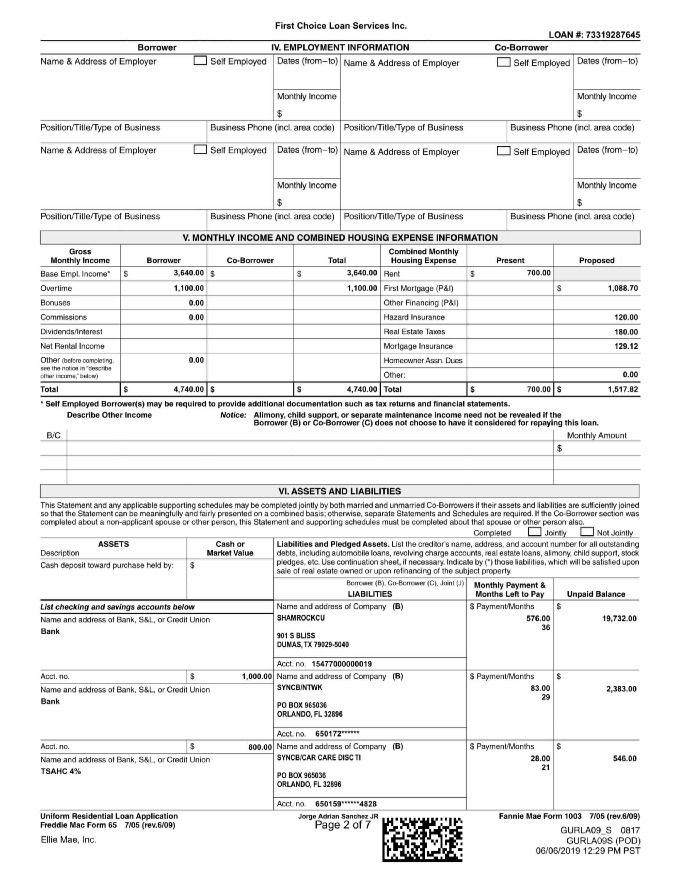 First Choice Loan Services Inc.
LOAN #: 73319287645
Borrower IV. EMPLOYMENT INFORMATION Co-Borrower
Name & Address of Employer Self Employed Dates (from–to) Name & Address of Employer Self Employed Dates (from–to)
Monthly Income Monthly Income
$ $
Position/Title/Type of Business Business Phone (incl. area code) Position/Title/Type of Business Business Phone (incl. area code)
Name & Address of Employer Self Employed Dates (from–to) Name & Address of Employer Self Employed Dates (from–to)
Monthly Income Monthly Income
$ $
Position/Title/Type of Business Business Phone (incl. area code) Position/Title/Type of Business Business Phone (incl. area code)
V. MONTHLY INCOME AND COMBINED HOUSING EXPENSE INFORMATION
Gross Combined Monthly
Monthly Income Borrower Co-Borrower Total Housing Expense Present Proposed
Base Empl. Income* $ 3,640.00 $ $ 3,640.00 Rent $ 700.00
Overtime 1,100.00 1,100.00 First Mortgage (P&I) $ 1,088.70
Bonuses 0.00 Other Financing (P&I)
Commissions 0.00 Hazard Insurance 120.00
Dividends/Interest Real Estate Taxes 180.00
Net Rental Income Mortgage Insurance 129.12
Other (before completing, 0.00 Homeowner Assn. Dues
see the notice in "describe
other income," below) Other: 0.00
Total $ 4,740.00 $ $ 4,740.00 Total $ 700.00 $ 1,517.82
* Self Employed Borrower(s) may be required to provide additional documentation such as tax returns and financial statements.
Describe Other Income Notice: Alimony, child support, or separate maintenance income need not be revealed if the
Borrower (B) or Co-Borrower (C) does not choose to have it considered for repaying this loan.
B/C Monthly Amount
$
VI. ASSETS AND LIABILITIES
This Statement and any applicable supporting schedules may be completed jointly by both married and unmarried Co-Borrowers if their assets and liabilities are sufficiently joined
so that the Statement can be meaningfully and fairly presented on a combined basis; otherwise, separate Statements and Schedules are required. If the Co-Borrower section was
completed about a non-applicant spouse or other person, this Statement and supporting schedules must be completed about that spouse or other person also.
Completed Jointly Not Jointly
ASSETS Cash or Liabilities and Pledged Assets. List the creditor's name, address, and account number for all outstanding
Description Market Value debts, including automobile loans, revolving charge accounts, real estate loans, alimony, child support, stock
Cash deposit toward purchase held by: $ pledges, etc. Use continuation sheet, if necessary. Indicate by (*) those liabilities, which will be satisfied upon
sale of real estate owned or upon refinancing of the subject property.
Borrower (B), Co-Borrower (C), Joint (J) Monthly Payment &
LIABILITIES Months Left to Pay Unpaid Balance
List checking and savings accounts below Name and address of Company (B) $ Payment/Months $
Name and address of Bank, S&L, or Credit Union SHAMROCKCU 576.00 19,732.00
Bank 36
901 S BLISS
DUMAS, TX 79029-5040
Acct. no. 15477000000019
Acct. no. $ 1,000.00 Name and address of Company (B) $ Payment/Months $
Name and address of Bank, S&L, or Credit Union SYNCB/NTWK 83.00 2,383.00
Bank 29
PO BOX 965036
ORLANDO, FL 32896
Acct. no. 650172******
Acct. no. $ 800.00 Name and address of Company (B) $ Payment/Months $
Name and address of Bank, S&L, or Credit Union SYNCB/CAR CARE DISC TI 28.00 546.00
TSAHC 4% 21
PO BOX 965036
ORLANDO, FL 32896
Acct. no. 650159******4828
Uniform Residential Loan Application Jorge Adrian Sanchez JR Fannie Mae Form 1003 7/05 (rev.6/09)
Freddie Mac Form 65 7/05 (rev.6/09) Page 2 of 7
Ellie Mae, Inc. GURLA09_S 0817
GURLA09S (POD)
06/06/2019 12:29 PM PST